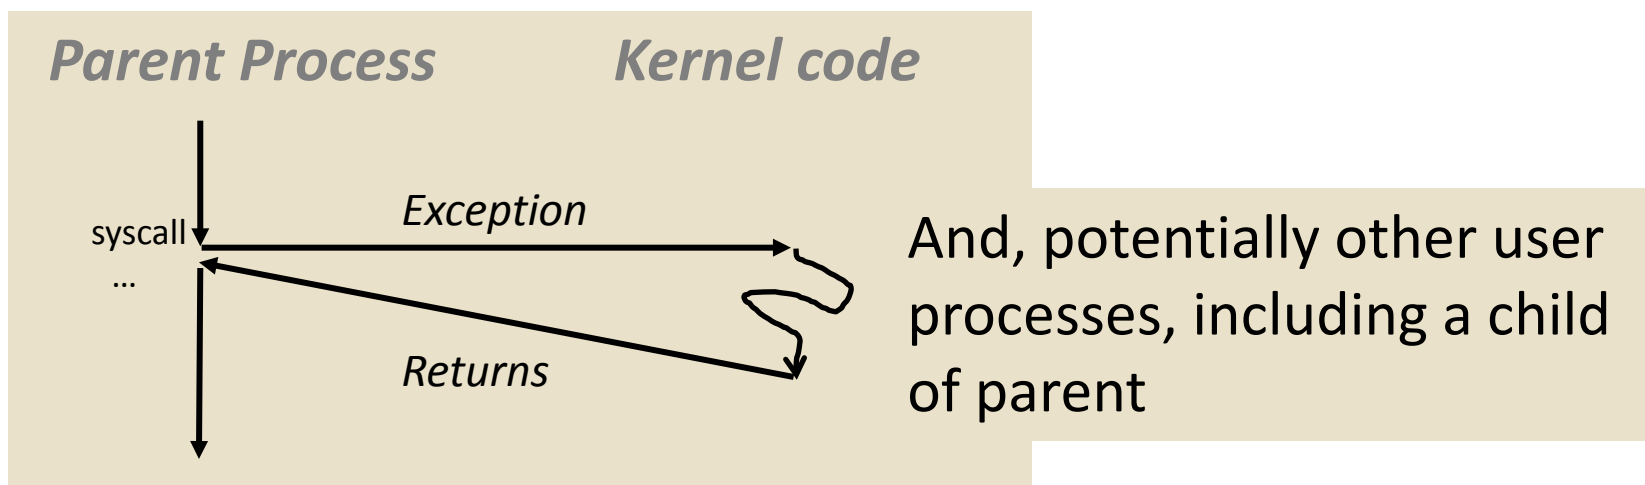 Parent Process
Kernel code
Exception
syscall
...
Returns
And, potentially other user
processes, including a child
of parent